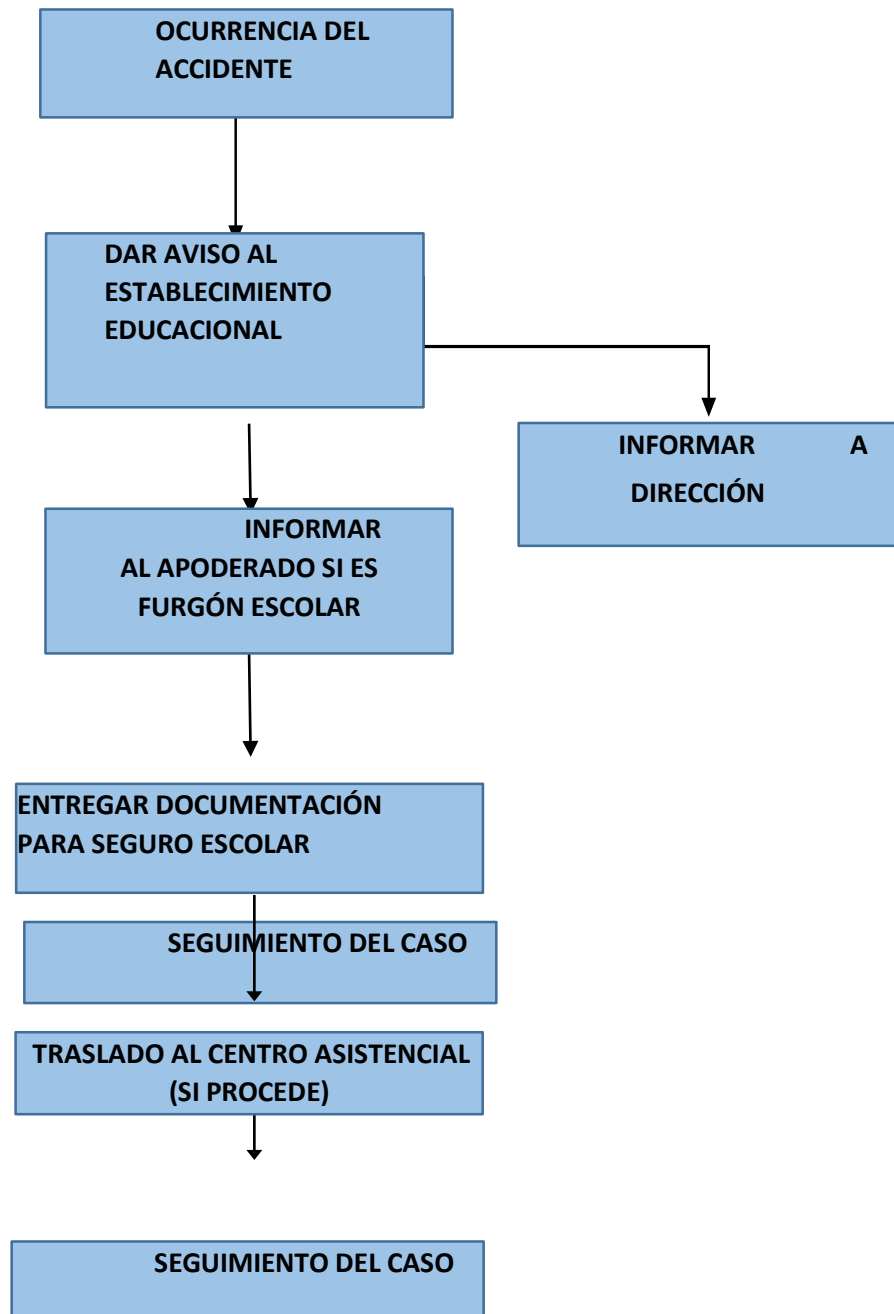 OCURRENCIA DEL
ACCIDENTE
DAR AVISO AL
ESTABLECIMIENTO
EDUCACIONAL
INFORMAR A
DIRECCIÓN
INFORMAR
AL APODERADO SI ES
FURGÓN ESCOLAR
ENTREGAR DOCUMENTACIÓN
PARA SEGURO ESCOLAR
SEGUIMIENTO DEL CASO
TRASLADO AL CENTRO ASISTENCIAL
(SI PROCEDE)
SEGUIMIENTO DEL CASO